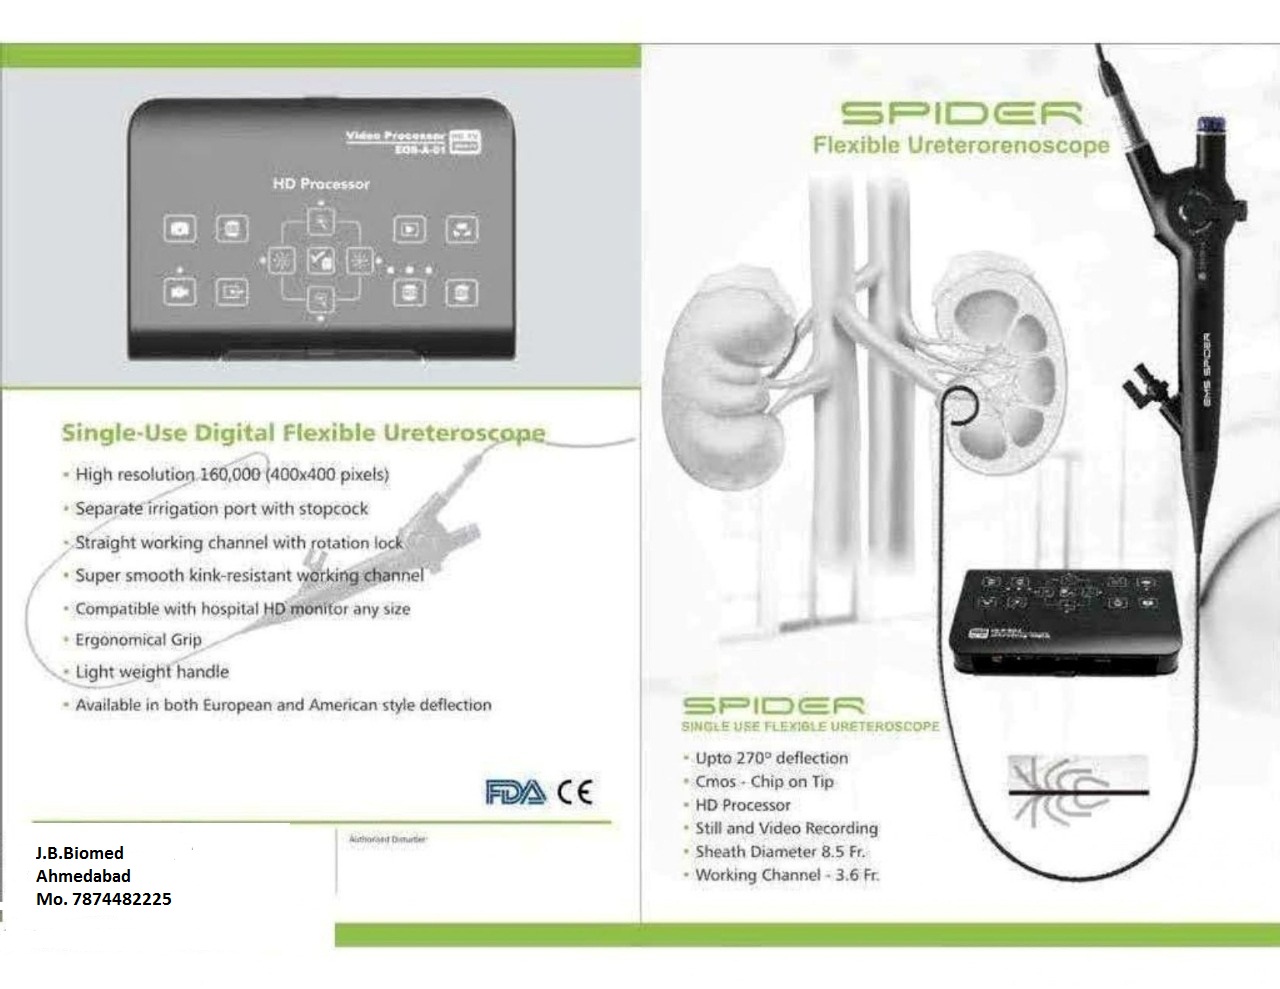 Video Processor
EOS-A-01
HD Processor
Single-Use Digital Flexible Ureteroscope
• High resolution 160,000 (400x400 pixels)
• Separate irrigation port with stopcock
• Straight working channel with rotation lock
• Super smooth kink-resistant working channel
• Compatible with hospital HD monitor any size
• Ergonomical Grip
• Light weight handle
• Available in both European and American style deflection
FDA CE
J.B.Biomed
Ahmedabad
Mo. 7874482225
SPIDER
Flexible Ureterorenoscope
EMS SPIDER
SPIDER
SINGLE USE FLEXIBLE URETEROSCOPE
• Upto 270° deflection
• Cmos - Chip on Tip
• HD Processor
• Still and Video Recording
• Sheath Diameter 8.5 Fr.
• Working Channel - 3.6 Fr.